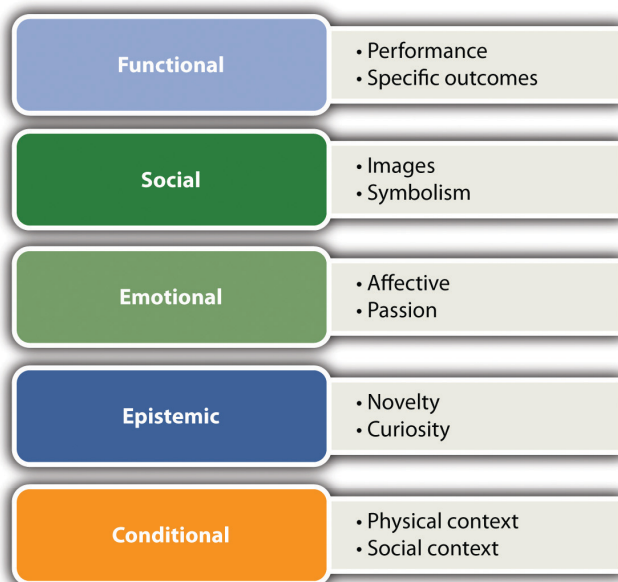 Functional
• Performance
• Specific outcomes
Social
• Images
• Symbolism
Emotional
• Affective
• Passion
Epistemic
• Novelty
• Curiosity
Conditional
• Physical context
• Social context